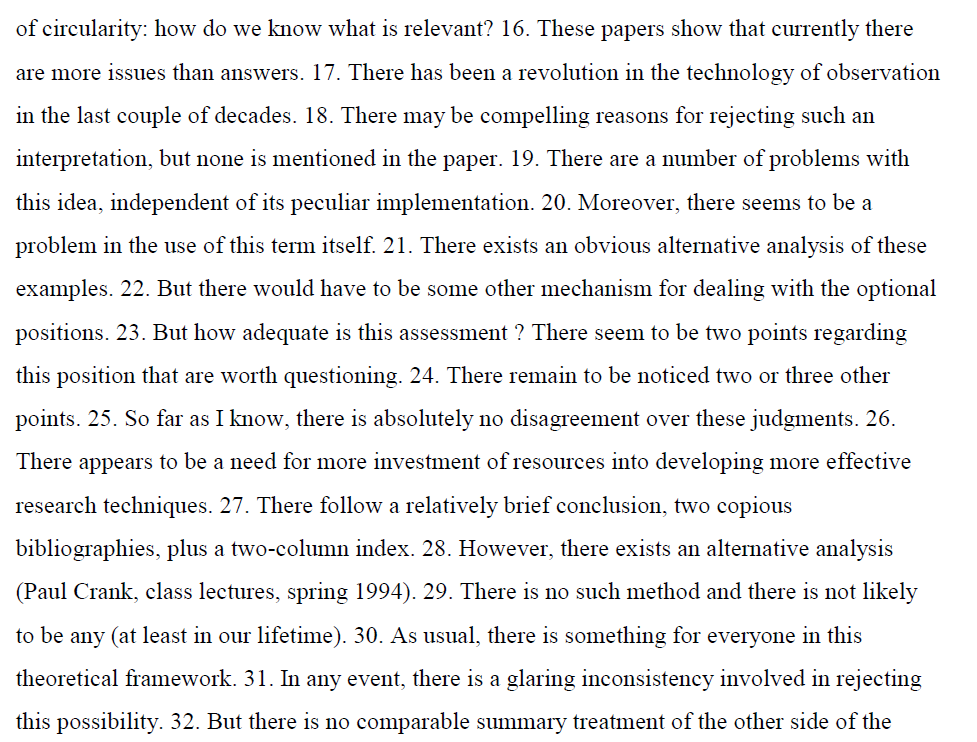 of circularity: how do we know what is relevant? 16. These papers show that currently there
are more issues than answers. 17. There has been a revolution in the technology of observation
in the last couple of decades. 18. There may be compelling reasons for rejecting such an
interpretation, but none is mentioned in the paper. 19. There are a number of problems with
this idea, independent of its peculiar implementation. 20. Moreover, there seems to be a
problem in the use of this term itself. 21. There exists an obvious alternative analysis of these
examples. 22. But there would have to be some other mechanism for dealing with the optional
positions. 23. But how adequate is this assessment ? There seem to be two points regarding
this position that are worth questioning. 24. There remain to be noticed two or three other
points. 25. So far as I know, there is absolutely no disagreement over these judgments. 26.
There appears to be a need for more investment of resources into developing more effective
research techniques. 27. There follow a relatively brief conclusion, two copious
bibliographies, plus a two-column index. 28. However, there exists an alternative analysis
(Paul Crank, class lectures, spring 1994). 29. There is no such method and there is not likely
to be any (at least in our lifetime). 30. As usual, there is something for everyone in this
theoretical framework. 31. In any event, there is a glaring inconsistency involved in rejecting
this possibility. 32. But there is no comparable summary treatment of the other side of the